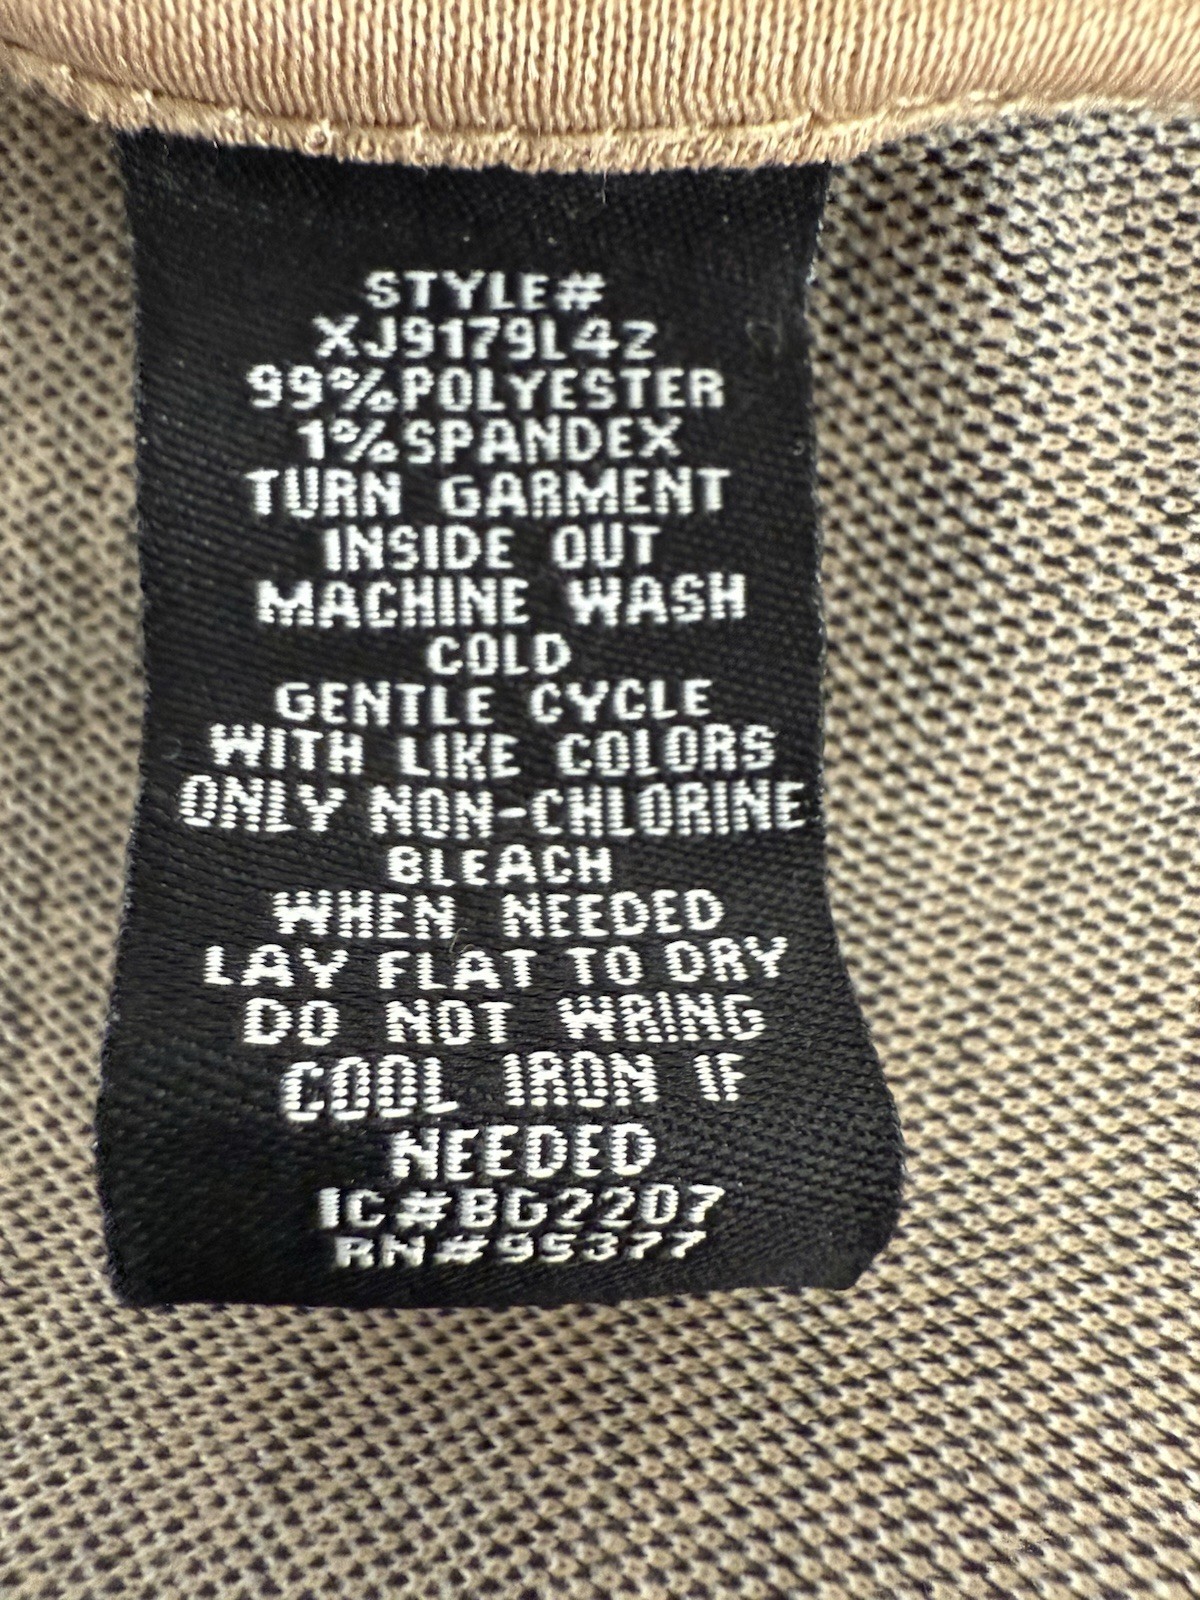 STYLE#
XJ9179L4Z
99%POLYESTER
1%SPANDEX
TURN GARMENT
INSIDE OUT
MACHINE WASH
COLD
GENTLE CYCLE
WITH LIKE COLORS
ONLY NON-CHLORINE
BLEACH
WHEN NEEDED
LAY FLAT TO DRY
DO NOT WRING
COOL IRON IF
NEEDED
IC#BG2207
RN#95377